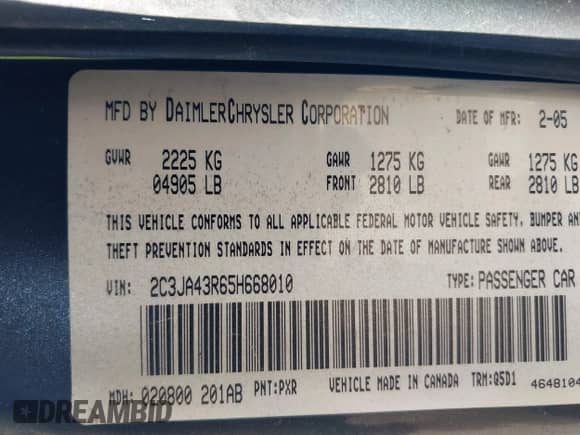 MFD BY DAIMLERCHRYSLER CORPORATION DATE OF MFR: 2-05
GVWR 2225 KG GAWR 1275 KG GAWR 1275 KG
04905 LB FRONT 2810 LB REAR 2810 LB
THIS VEHICLE CONFORMS TO ALL APPLICABLE FEDERAL MOTOR VEHICLE SAFETY, BUMPER AND
THEFT PREVENTION STANDARDS IN EFFECT ON THE DATE OF MANUFACTURE SHOWN ABOVE.
VIN: 2C3JA43R65H668010 TYPE: PASSENGER CAR
MDH: 020800 201AB PNT: PXR VEHICLE MADE IN CANADA TRM: Q5D1 4648104
DREAMBID